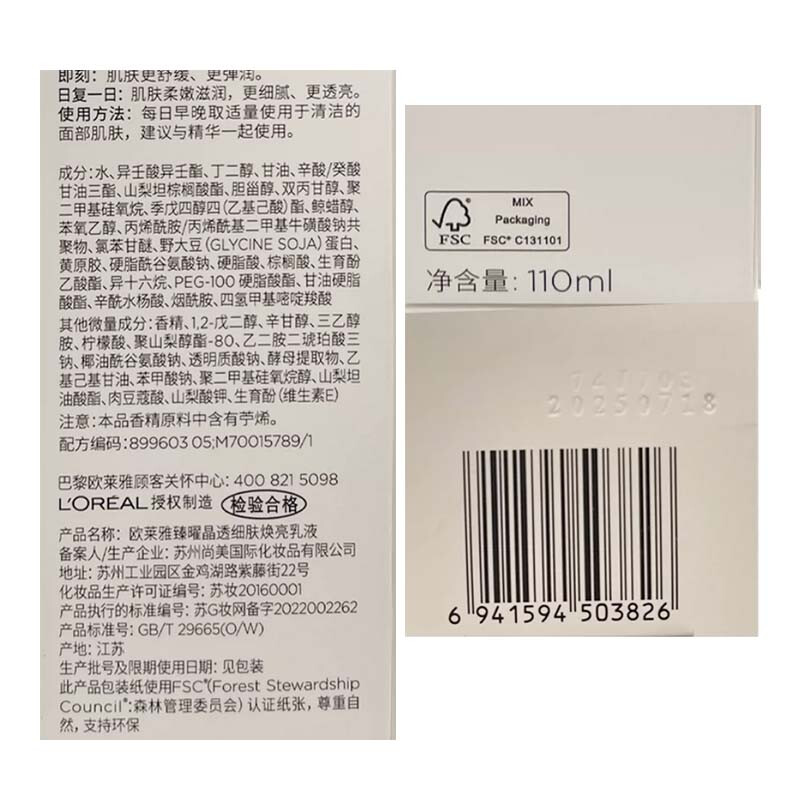 即刻：肌肤更舒缓、更弹润。
日复一日：肌肤柔嫩滋润，更细腻、更透亮。
使用方法：每日早晚取适量使用于清洁的
面部肌肤，建议与精华一起使用。
成分：水、异壬酸异壬酯、丁二醇、甘油、辛酸/癸酸
甘油三酯、山梨坦棕榈酸酯、胆甾醇、双丙甘醇、聚
二甲基硅氧烷、季戊四醇四（乙基己酸）酯、鲸蜡醇、
苯氧乙醇、丙烯酰胺/丙烯酰基二甲基牛磺酸钠共
聚物、氯苯甘醚、野大豆（GLYCINE SOJA）蛋白、
黄原胶、硬脂酰谷氨酸钠、硬脂酸、棕榈酸、生育酚
乙酸酯、异十六烷、PEG-100 硬脂酸酯、甘油硬脂
酸酯、辛酰水杨酸、烟酰胺、四氢甲基嘧啶羧酸
其他微量成分：香精、1,2-戊二醇、辛甘醇、三乙醇
胺、柠檬酸、聚山梨醇酯-80、乙二胺二琥珀酸三
钠、椰油酰谷氨酸钠、透明质酸钠、酵母提取物、乙
基己基甘油、苯甲酸钠、聚二甲基硅氧烷醇、山梨坦
油酸酯、肉豆蔻酸、山梨酸钾、生育酚（维生素E）
注意：本品香精原料中含有苧烯。
配方编码：899603 05;M70015789/1
巴黎欧莱雅顾客关怀中心：400 821 5098
L'ORÉAL 授权制造 检验合格
产品名称：欧莱雅臻曜晶透细肤焕亮乳液
备案人/生产企业：苏州尚美国际化妆品有限公司
地址：苏州工业园区金鸡湖路紫藤街22号
化妆品生产许可证编号：苏妆20160001
产品执行的标准编号：苏G妆网备字2022002262
产品标准号：GB/T 29665(O/W)
产地：江苏
生产批号及限期使用日期：见包装
此产品包装纸使用FSC®(Forest Stewardship
Council®:森林管理委员会）认证纸张，尊重自
然，支持环保
MIX
Packaging
FSC FSC® C131101
净含量：110ml
20250718
6 941594 503826